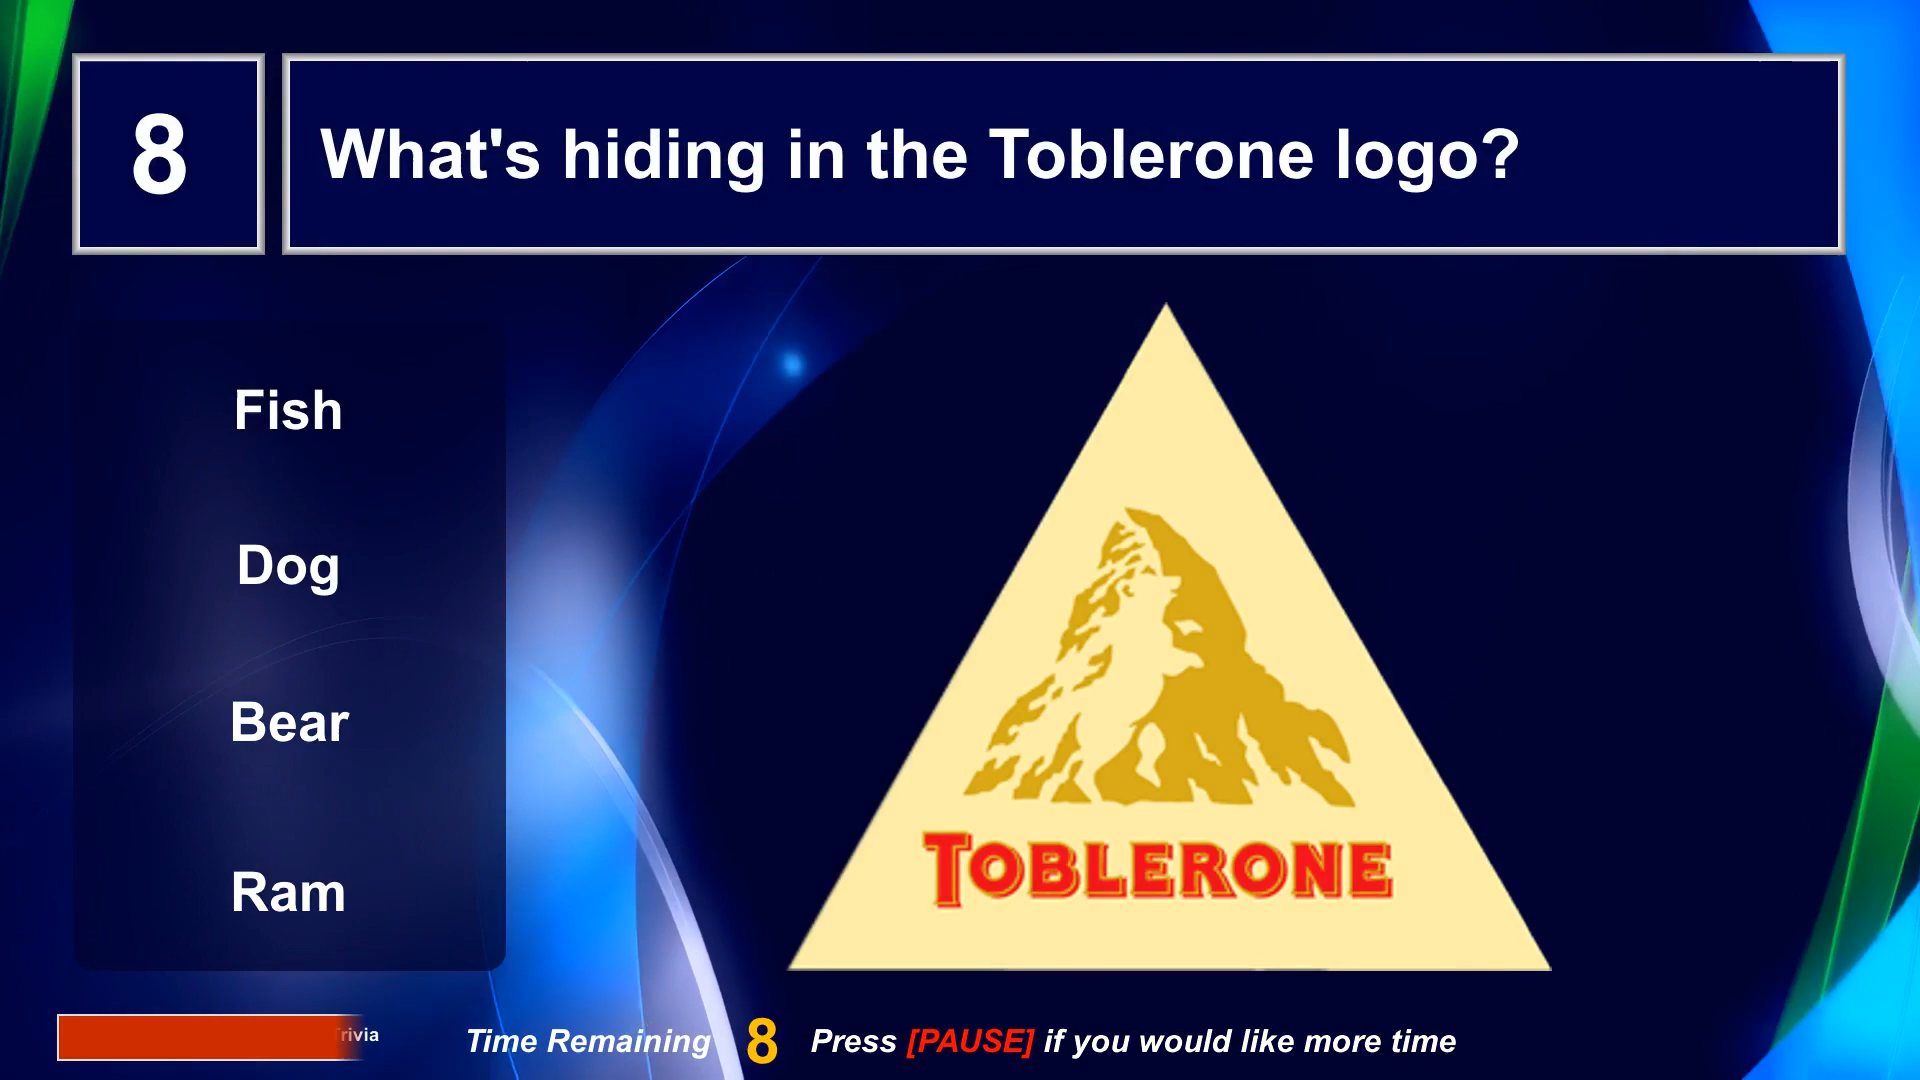 8
What's hiding in the Toblerone logo?
Fish
Dog
Bear
Ram
TOBLERONE
Trivia
Time Remaining 8 Press [PAUSE] if you would like more time